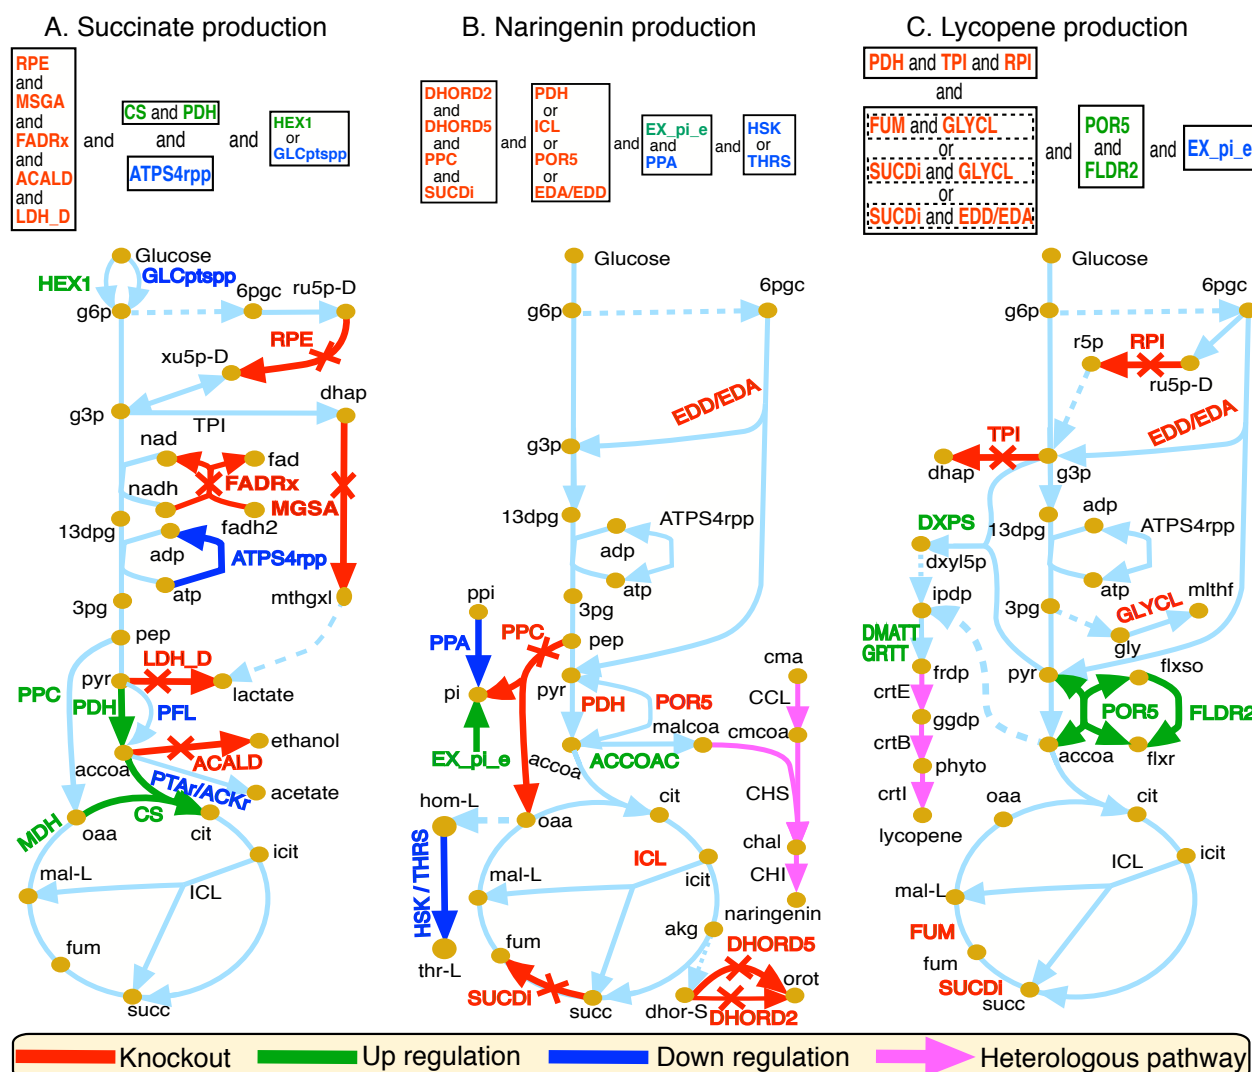 A. Succinate production
RPE
and
MSGA
and
FADRx
and
ACALD
and
LDH_D
and
CS and PDH
and
ATPS4rpp
and
HEX1
or
GLCptspp
Glucose
HEX1
GLCptspp
g6p
6pgc
ru5p-D
RPE
xu5p-D
dhap
g3p
TPI
nad
fad
nadh
FADRx
MGSA
fadh2
13dpg
adp
ATPS4rpp
atp
mthgxl
3pg
pep
LDH_D
pyr
lactate
PPC
PDH
PFL
ethanol
ACALD
accoa
PTAr/ACKr
acetate
MDH
CS
oaa
cit
icit
mal-L
ICL
fum
succ
B. Naringenin production
DHORD2
and
DHORD5
and
PPC
and
SUCDi
and
PDH
or
ICL
or
POR5
or
EDA/EDD
and
EX_pi_e
and
PPA
and
HSK
or
THRS
Glucose
g6p
6pgc
EDD/EDA
g3p
13dpg
ATPS4rpp
adp
atp
ppi
3pg
PPA
PPC
pep
cma
pi
pyr
PDH
POR5
CCL
malcoa
cmcoa
EX_pi_e
accoa
ACCOAC
hom-L
cit
CHS
oaa
HSK / THRS
chal
ICL
mal-L
icit
CHI
naringenin
akg
fum
DHORD5
thr-L
orot
SUCDI
succ
dhor-S
DHORD2
C. Lycopene production
PDH and TPI and RPI
and
FUM and GLYCL
or
SUCDi and GLYCL
or
SUCDi and EDD/EDA
and
POR5
and
FLDR2
and
EX_pi_e
Glucose
6pgc
g6p
r5p
RPI
ru5p-D
EDD/EDA
TPI
dhap
g3p
adp
DXPS
13dpg
ATPS4rpp
dxyl5p
atp
ipdp
mlthf
3pg
GLYCL
DMATT
GRTT
gly
frdp
pyr
flxso
crtE
POR5
FLDR2
ggdp
crtB
accoa
flxr
phyto
crtI
oaa
cit
lycopene
icit
ICL
mal-L
FUM
fum
SUCDI
succ
Knockout
Up regulation
Down regulation
Heterologous pathway